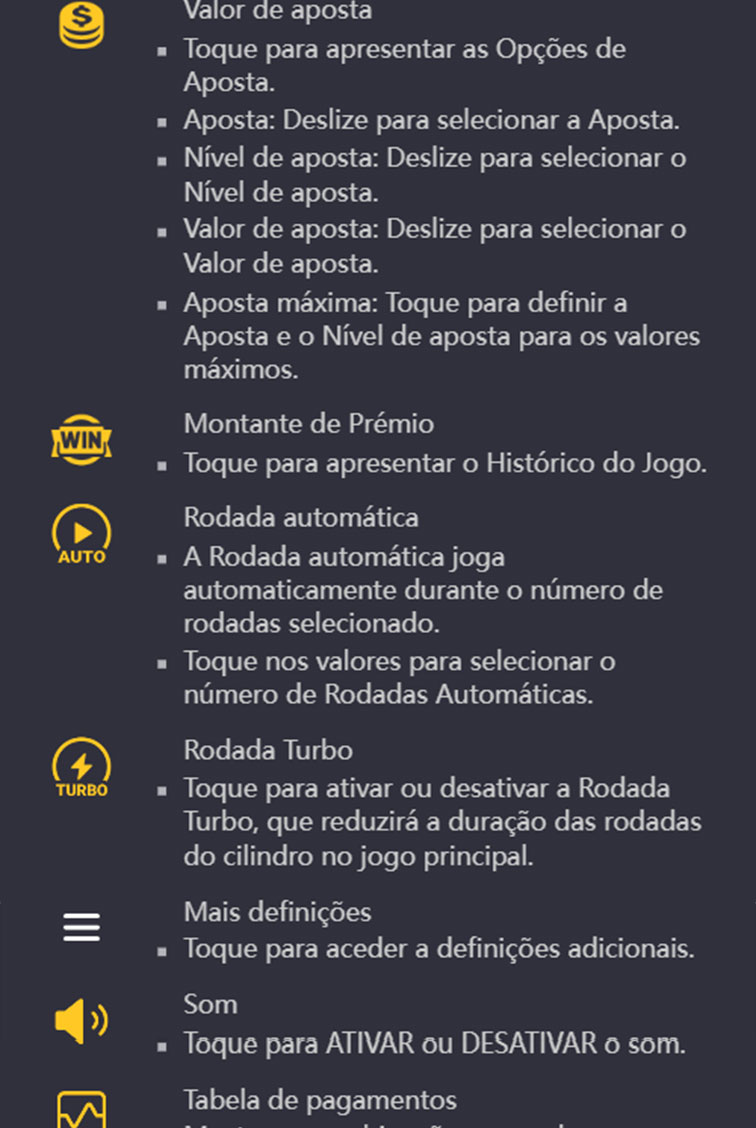 Valor de aposta
Toque para apresentar as Opções de
Aposta.
Aposta: Deslize para selecionar a Aposta.
Nível de aposta: Deslize para selecionar o
Nível de aposta.
Valor de aposta: Deslize para selecionar o
Valor de aposta.
Aposta máxima: Toque para definir a
Aposta e o Nível de aposta para os valores
máximos.
WIN
Montante de Prémio
Toque para apresentar o Histórico do Jogo.
Rodada automática
AUTO
A Rodada automática joga
automaticamente durante o número de
rodadas selecionado.
Toque nos valores para selecionar o
número de Rodadas Automáticas.
Rodada Turbo
TURBO
Toque para ativar ou desativar a Rodada
Turbo, que reduzirá a duração das rodadas
do cilindro no jogo principal.
Mais definições
Toque para aceder a definições adicionais.
Som
Toque para ATIVAR ou DESATIVAR o som.
Tabela de pagamentos